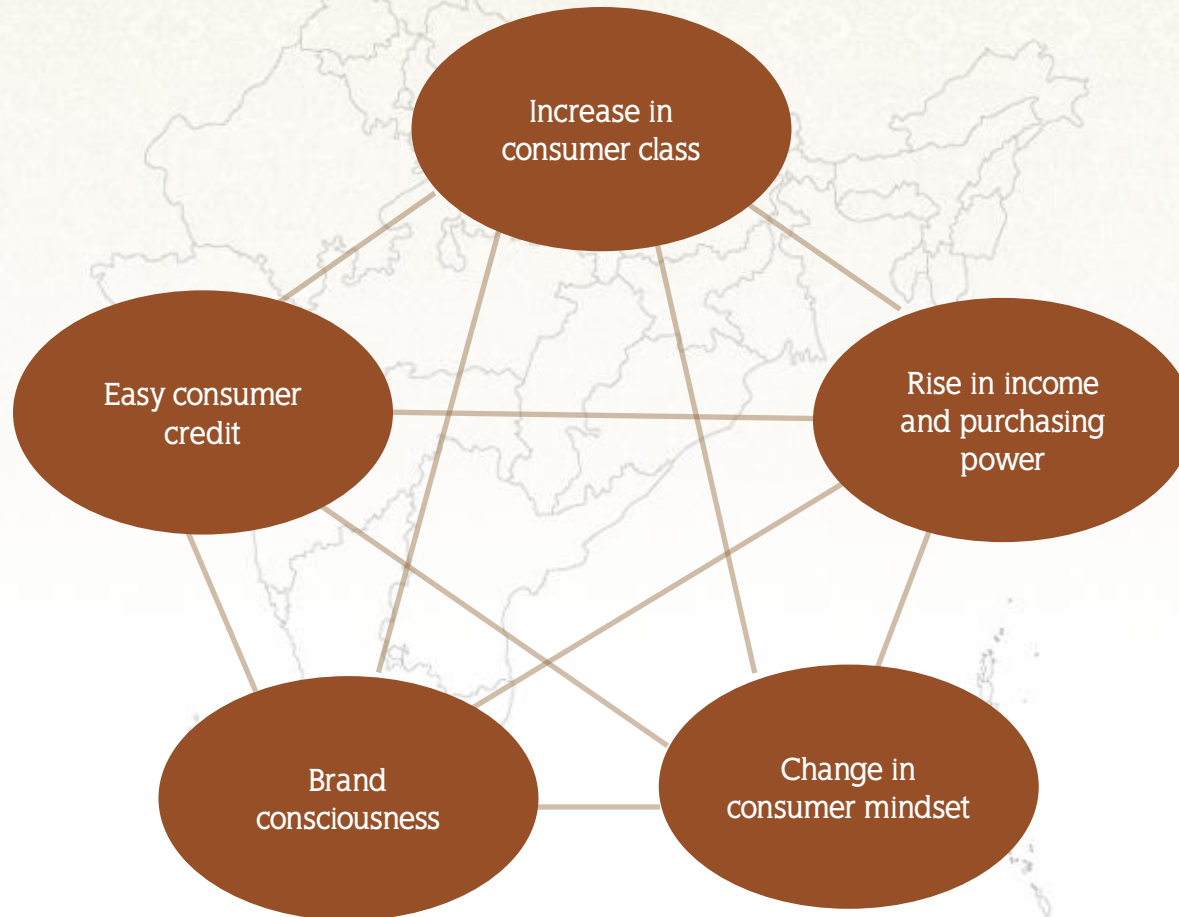 Increase in
consumer class
Easy consumer
credit
Rise in income
and purchasing
power
Brand
consciousness
Change in
consumer mindset